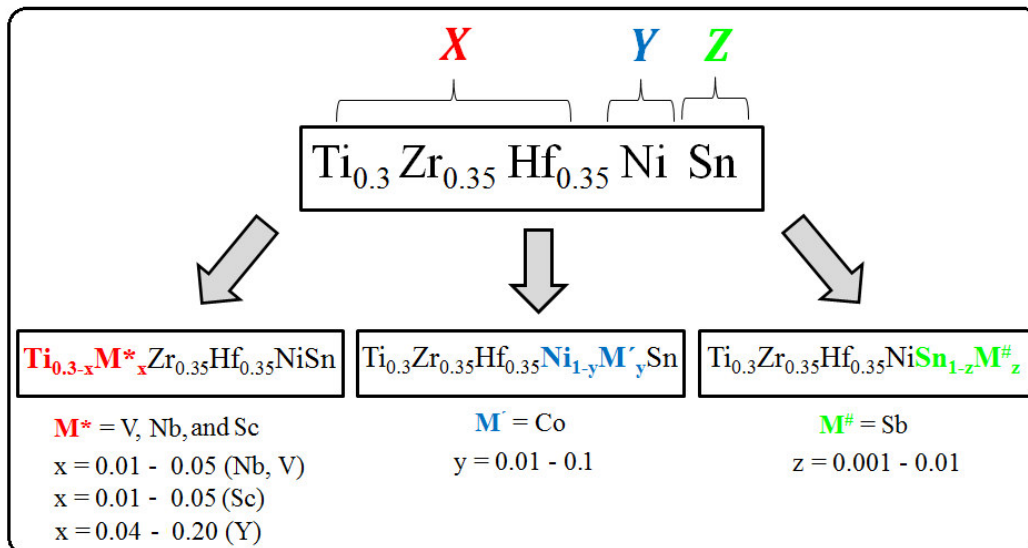 X Y Z
Ti0.3 Zr0.35 Hf0.35 Ni Sn
Ti0.3-xM*xZr0.35Hf0.35NiSn
M* = V, Nb, and Sc
x = 0.01 - 0.05 (Nb, V)
x = 0.01 - 0.05 (Sc)
x = 0.04 - 0.20 (Y)
Ti0.3Zr0.35Hf0.35Ni1-yM´ySn
M´ = Co
y = 0.01 - 0.1
Ti0.3Zr0.35Hf0.35NiSn1-zM#z
M# = Sb
z = 0.001 - 0.01